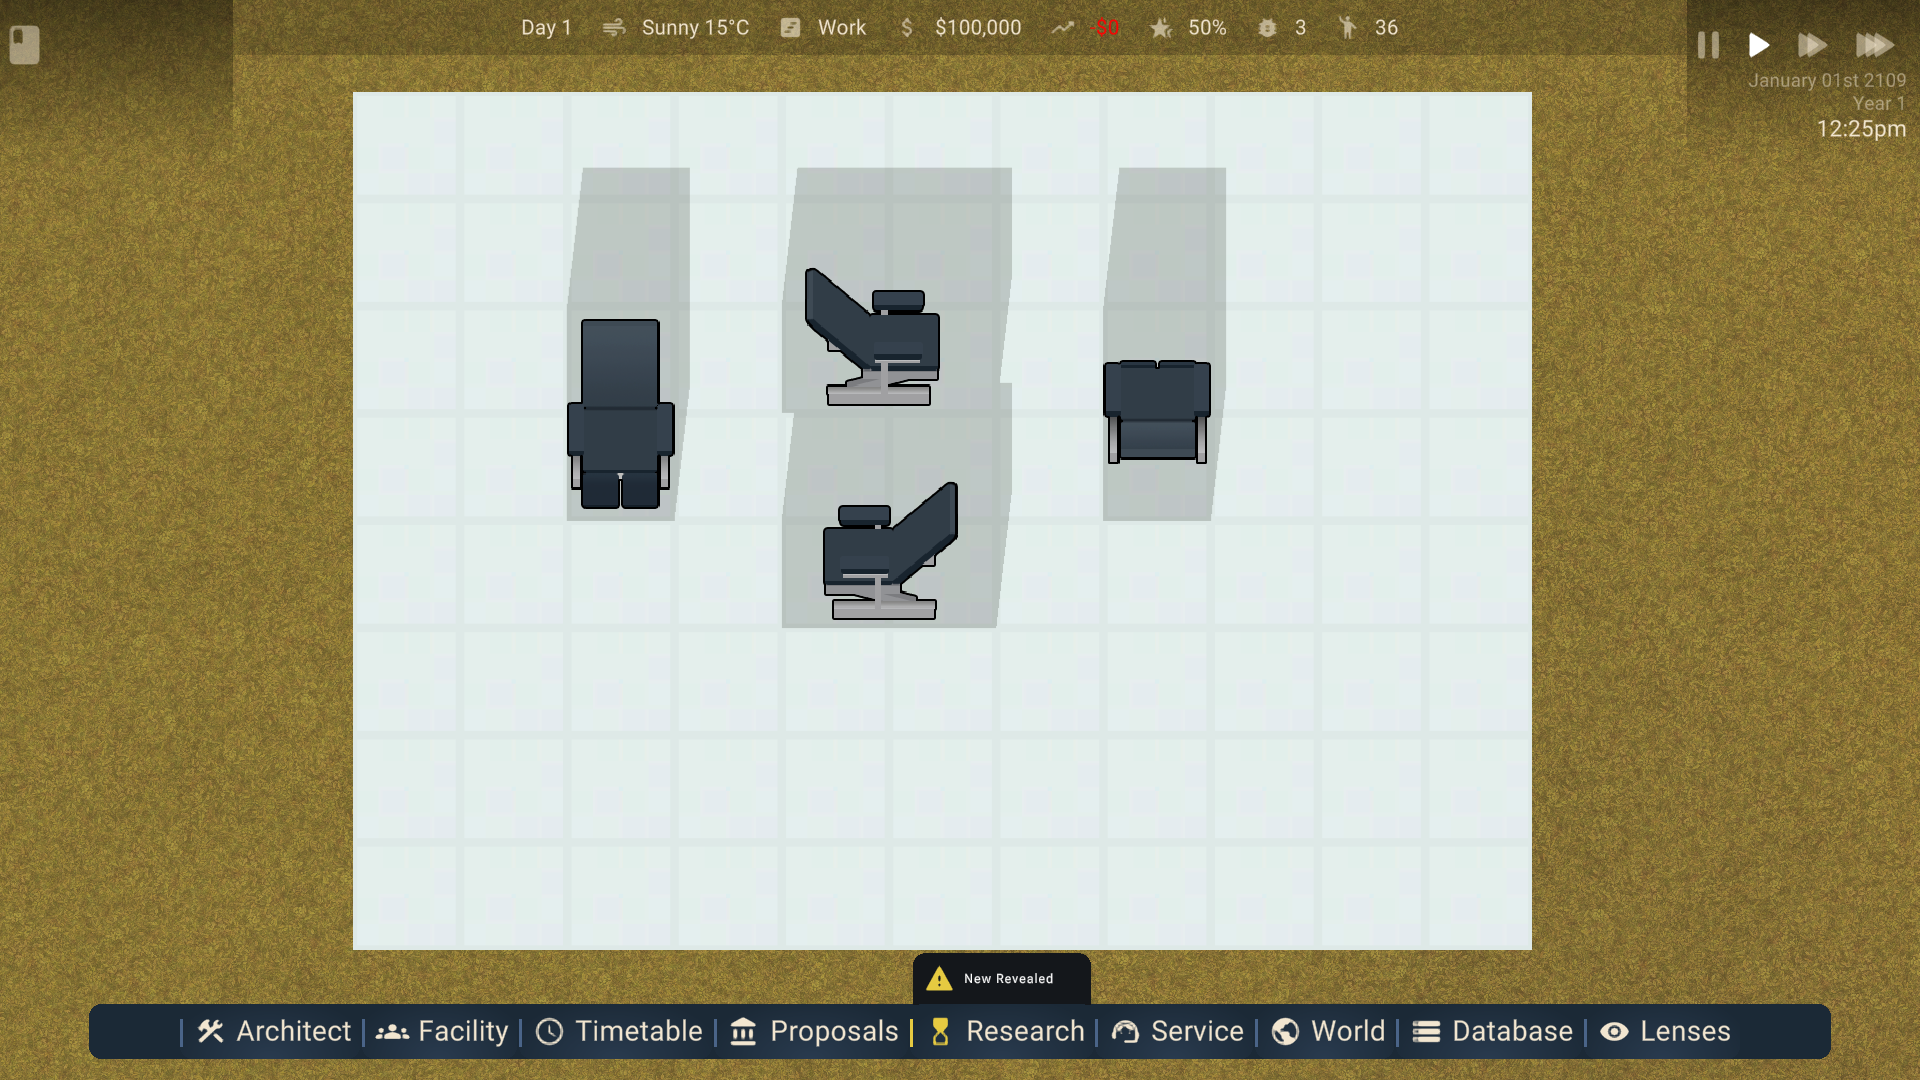 Day 1 Sunny 15°C Work $ $100,000 -$0 50% 3 36
January 01st 2109
Year 1
12:25pm
New Revealed
Architect Facility Timetable Proposals Research Service World Database Lenses